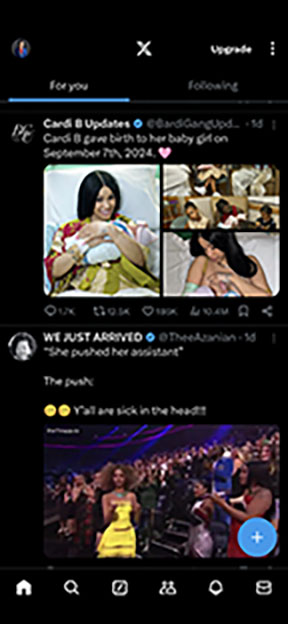 Upgrade
For you
Following
Cardi B Updates @BardiGangUpd... · 1d
Cardi B gave birth to her baby girl on
September 7th, 2024.
1.7K 12.5K 189K 10.4M
WE JUST ARRIVED @TheeAzanian · 1d
"She pushed her assistant"
The push:
Y'all are sick in the head!!!